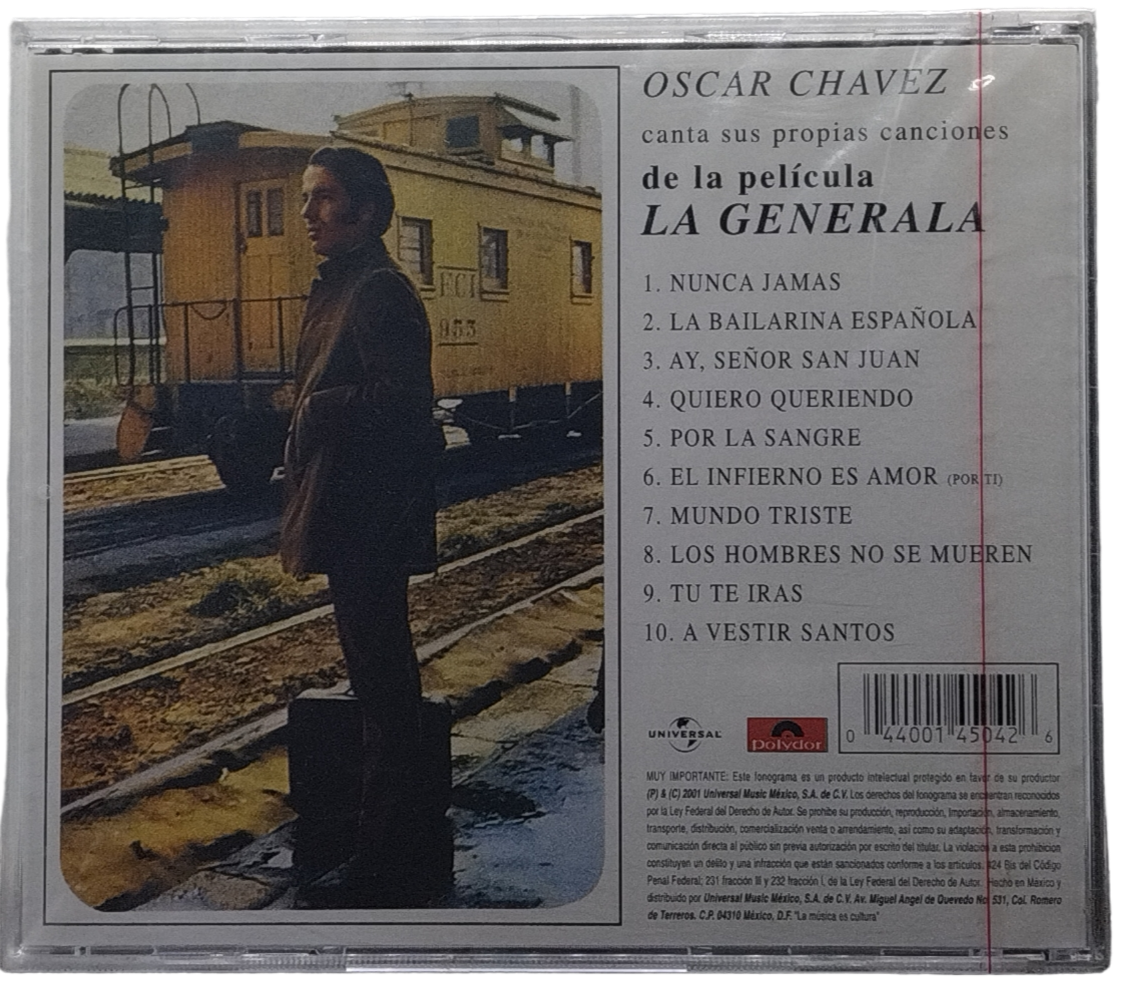 OSCAR CHAVEZ
canta sus propias canciones
de la película
LA GENERALA
1. NUNCA JAMAS
2. LA BAILARINA ESPAÑOLA
3. AY, SEÑOR SAN JUAN
4. QUIERO QUERIENDO
5. POR LA SANGRE
6. EL INFIERNO ES AMOR (POR TI)
7. MUNDO TRISTE
8. LOS HOMBRES NO SE MUEREN
9. TU TE IRAS
10. A VESTIR SANTOS
FCI
953
UNIVERSAL
Polydor
0 44001 45042 6
MUY IMPORTANTE: Este fonograma es un producto intelectual protegido en favor de su productor
(P) & (C) 2001 Universal Music México, S.A. de C.V. Los derechos del fonograma se encuentran reconocidos
por la Ley Federal del Derecho de Autor. Se prohibe su producción, reproducción, importación, almacenamiento,
transporte, distribución, comercialización venta o arrendamiento, así como su adaptación, transformación y
comunicación directa al público sin previa autorización por escrito del titular. La violación a esta prohibición
constituyen un delito y una infracción que están sancionados conforme a los artículos: 424 Bis del Código
Penal Federal; 231 fracción III y 232 fracción I, de la Ley Federal del Derecho de Autor. Hecho en México y
distribuido por Universal Music México, S.A. de C.V. Av. Miguel Angel de Quevedo No. 531, Col. Romero
de Terreros. C.P. 04310 México, D.F. "La música es cultura"